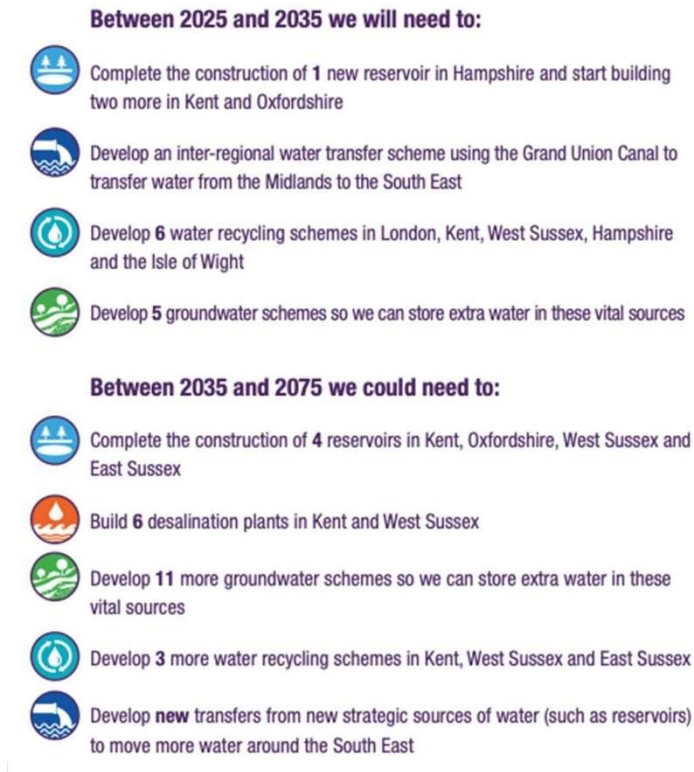 Between 2025 and 2035 we will need to:
Complete the construction of 1 new reservoir in Hampshire and start building
two more in Kent and Oxfordshire
Develop an inter-regional water transfer scheme using the Grand Union Canal to
transfer water from the Midlands to the South East
Develop 6 water recycling schemes in London, Kent, West Sussex, Hampshire
and the Isle of Wight
Develop 5 groundwater schemes so we can store extra water in these vital sources
Between 2035 and 2075 we could need to:
Complete the construction of 4 reservoirs in Kent, Oxfordshire, West Sussex and
East Sussex
Build 6 desalination plants in Kent and West Sussex
Develop 11 more groundwater schemes so we can store extra water in these
vital sources
Develop 3 more water recycling schemes in Kent, West Sussex and East Sussex
Develop new transfers from new strategic sources of water (such as reservoirs)
to move more water around the South East